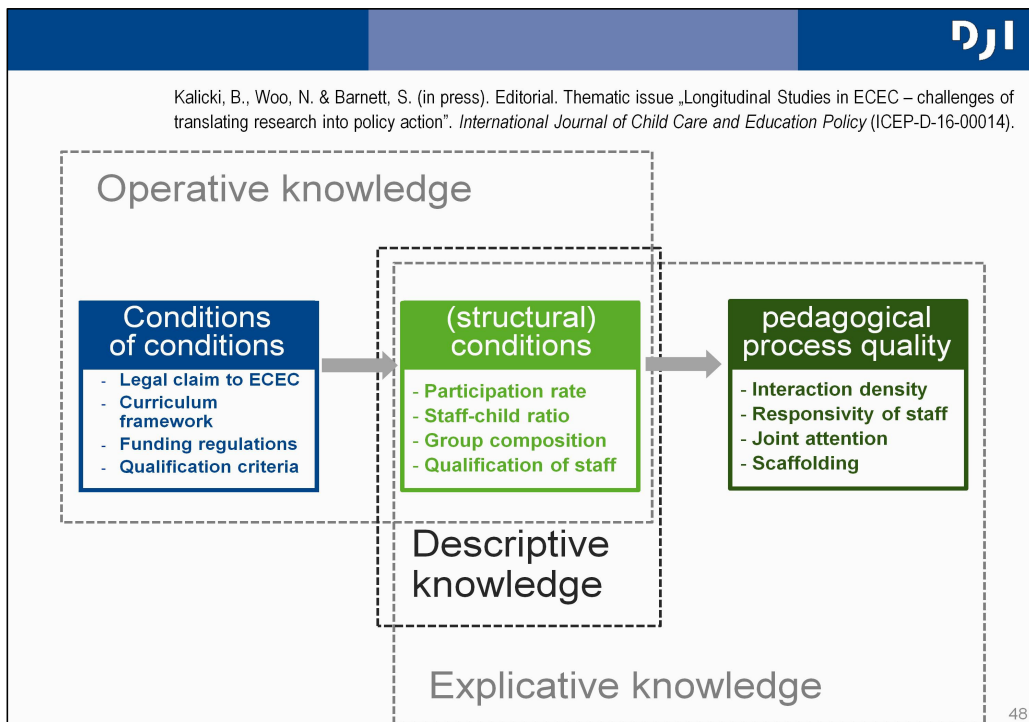 DJI
Kalicki, B., Woo, N. & Barnett, S. (in press). Editorial. Thematic issue „Longitudinal Studies in ECEC – challenges of
translating research into policy action”. International Journal of Child Care and Education Policy (ICEP-D-16-00014).
Operative knowledge
Conditions
of conditions
- Legal claim to ECEC
- Curriculum
framework
- Funding regulations
- Qualification criteria
(structural)
conditions
- Participation rate
- Staff-child ratio
- Group composition
- Qualification of staff
pedagogical
process quality
- Interaction density
- Responsivity of staff
- Joint attention
- Scaffolding
Descriptive
knowledge
Explicative knowledge
48